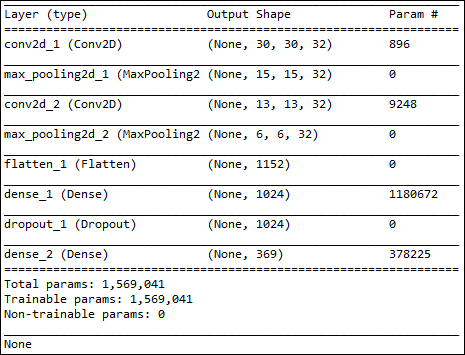 Layer (type) Output Shape Param #
conv2d_1 (Conv2D) (None, 30, 30, 32) 896
max_pooling2d_1 (MaxPooling2 (None, 15, 15, 32) 0
conv2d_2 (Conv2D) (None, 13, 13, 32) 9248
max_pooling2d_2 (MaxPooling2 (None, 6, 6, 32) 0
flatten_1 (Flatten) (None, 1152) 0
dense_1 (Dense) (None, 1024) 1180672
dropout_1 (Dropout) (None, 1024) 0
dense_2 (Dense) (None, 369) 378225
Total params: 1,569,041
Trainable params: 1,569,041
Non-trainable params: 0
None